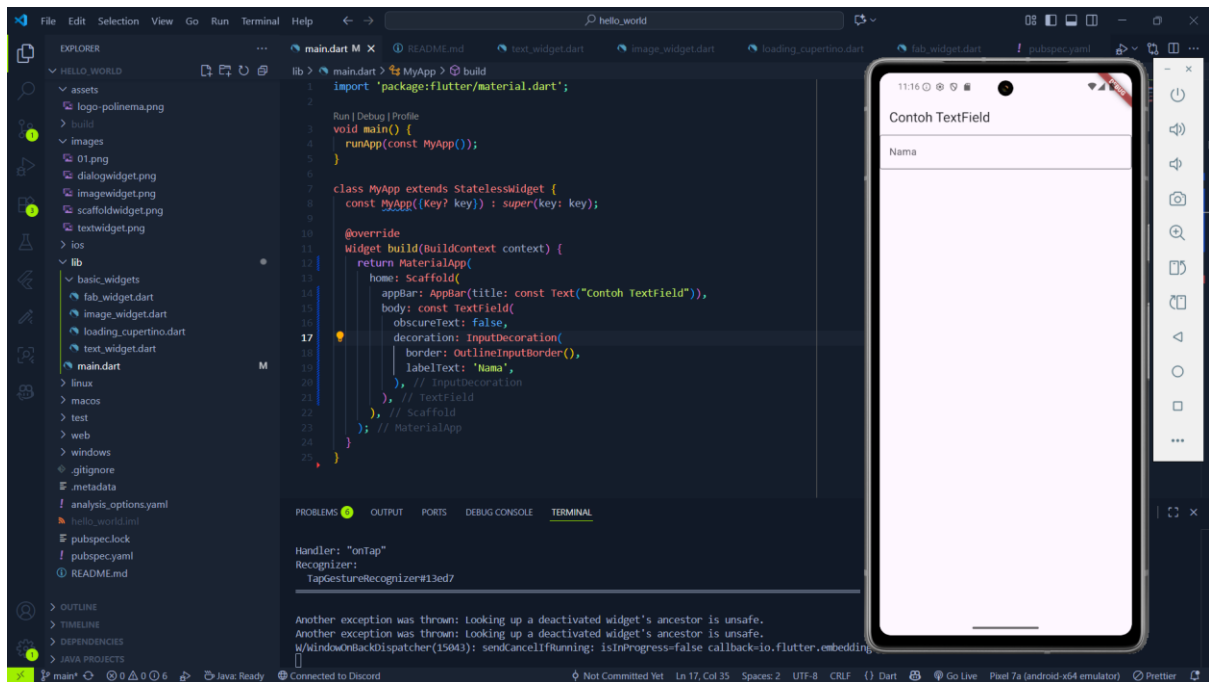 File Edit Selection View Go Run Terminal Help
hello_world
EXPLORER
HELLO_WORLD
assets
logo-polinema.png
build
images
01.png
dialogwidget.png
imagewidget.png
scaffoldwidget.png
textwidget.png
ios
lib
basic_widgets
fab_widget.dart
image_widget.dart
loading_cupertino.dart
text_widget.dart
main.dart M
linux
macos
test
web
windows
.gitignore
.metadata
analysis_options.yaml
hello_world.iml
pubspec.lock
pubspec.yaml
README.md
OUTLINE
TIMELINE
DEPENDENCIES
JAVA PROJECTS
main.dart M README.md text_widget.dart image_widget.dart loading_cupertino.dart fab_widget.dart pubspec.yaml
lib > main.dart > MyApp > build
1 import 'package:flutter/material.dart';
2
Run | Debug | Profile
3 void main() {
4 runApp(const MyApp());
5 }
6
7 class MyApp extends StatelessWidget {
8 const MyApp({Key? key}) : super(key: key);
9
10 @override
11 Widget build(BuildContext context) {
12 return MaterialApp(
13 home: Scaffold(
14 appBar: AppBar(title: const Text("Contoh TextField")),
15 body: const TextField(
16 obscureText: false,
17 decoration: InputDecoration(
18 border: OutlineInputBorder(),
19 labelText: 'Nama',
20 ), // InputDecoration
21 ), // TextField
22 ), // Scaffold
23 ); // MaterialApp
24 }
25 }
PROBLEMS 6 OUTPUT PORTS DEBUG CONSOLE TERMINAL
Handler: "onTap"
Recognizer:
TapGestureRecognizer#13ed7
Another exception was thrown: Looking up a deactivated widget's ancestor is unsafe.
Another exception was thrown: Looking up a deactivated widget's ancestor is unsafe.
W/WindowOnBackDispatcher(15043): sendCancelIfRunning: isInProgress=false callback=io.flutter.embedding
11:16
DEBUG
Contoh TextField
Nama
main* 0 0 6 Java: Ready Connected to Discord Not Committed Yet Ln 17, Col 35 Spaces: 2 UTF-8 CRLF {} Dart Go Live Pixel 7a (android-x64 emulator) Prettier